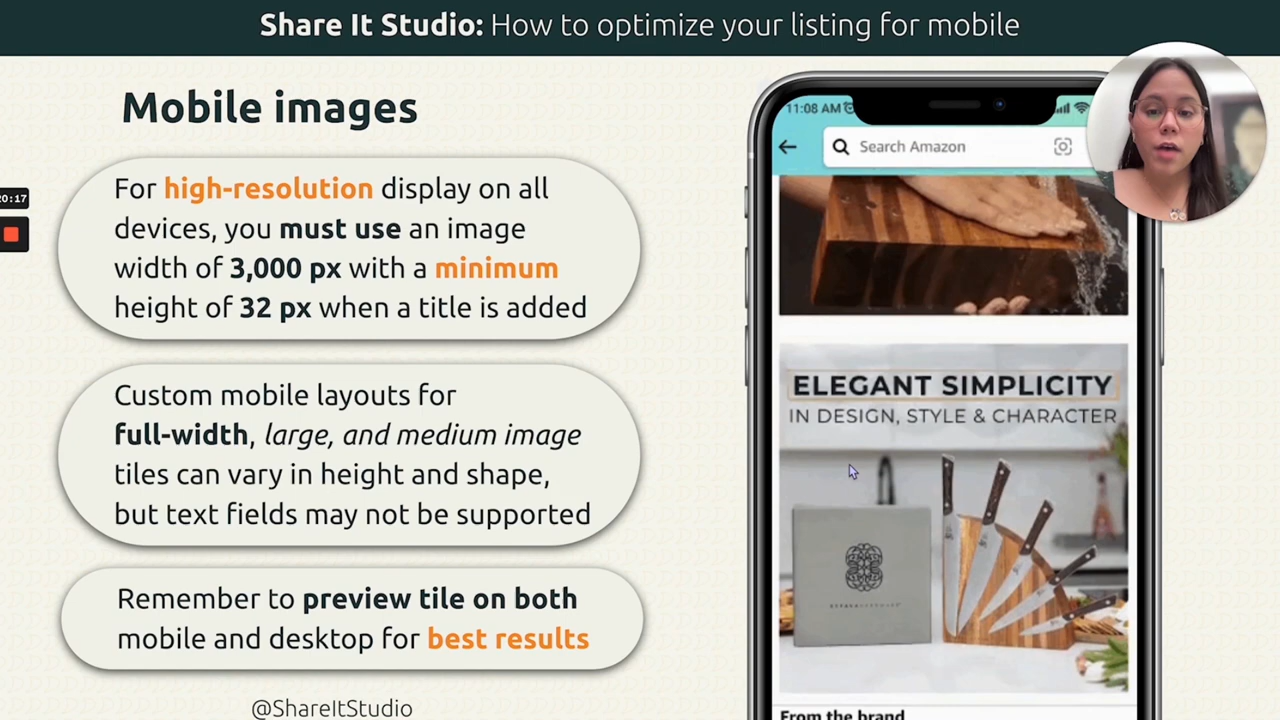 Share It Studio: How to optimize your listing for mobile
Mobile images
For high-resolution display on all
devices, you must use an image
width of 3,000 px with a minimum
height of 32 px when a title is added
Custom mobile layouts for
full-width, large, and medium image
tiles can vary in height and shape,
but text fields may not be supported
Remember to preview tile on both
mobile and desktop for best results
@ShareItStudio
20:17
11:08 AM
Search Amazon
ELEGANT SIMPLICITY
IN DESIGN, STYLE & CHARACTER
From the brand